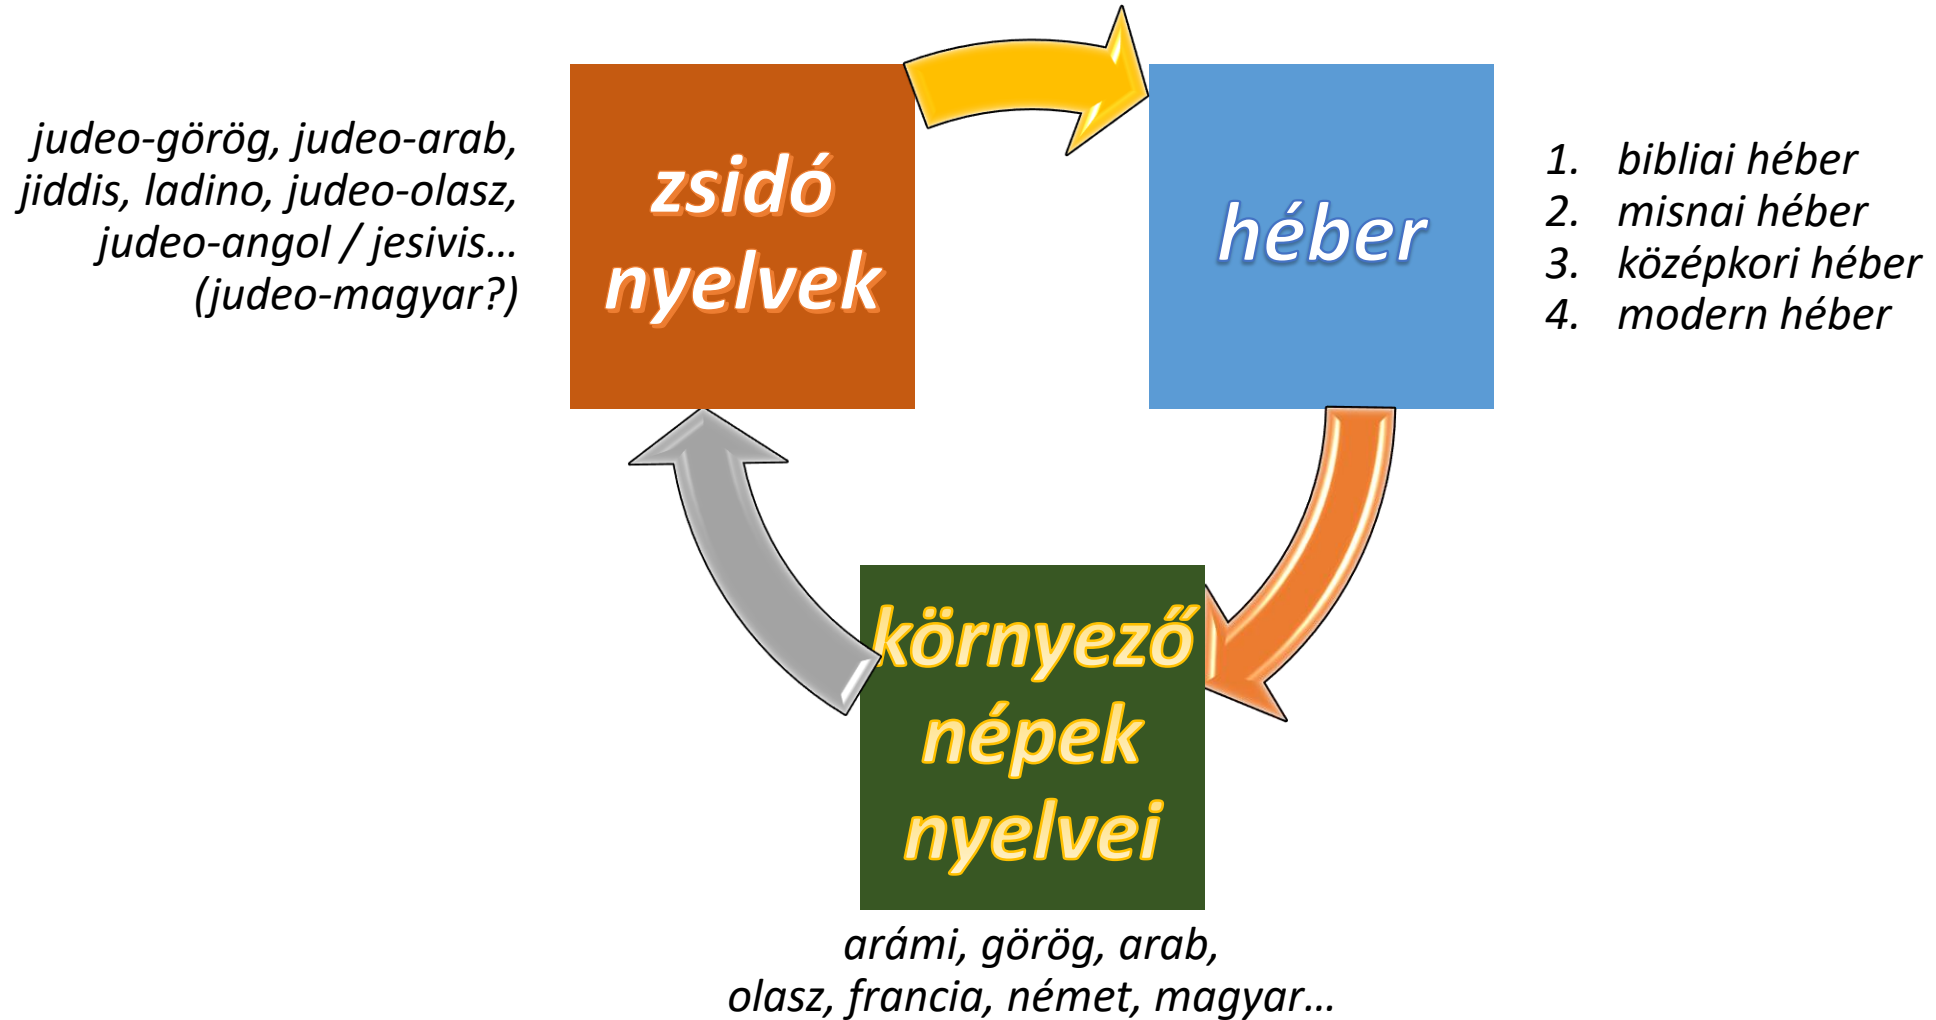 judeo-görög, judeo-arab,
jiddis, ladino, judeo-olasz,
judeo-angol / jesivis...
(judeo-magyar?)
zsidó
nyelvek
héber
1. bibliai héber
2. misnai héber
3. középkori héber
4. modern héber
környező
népek
nyelvei
arámi, görög, arab,
olasz, francia, német, magyar...